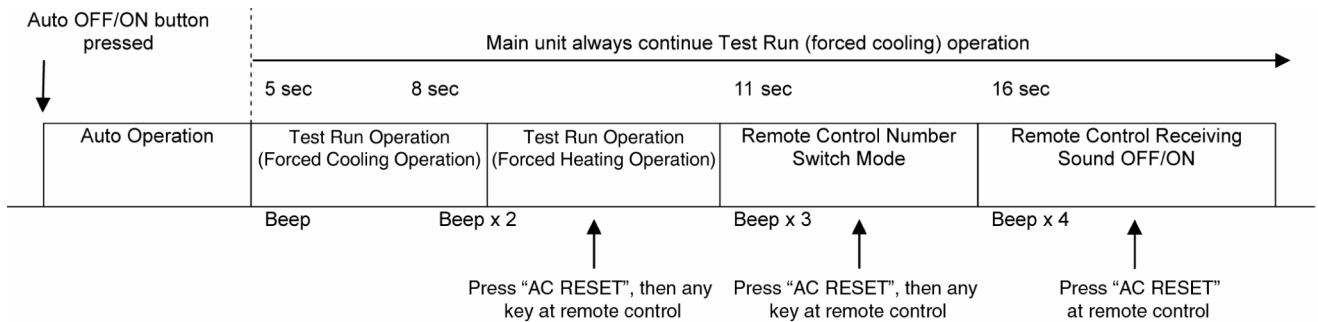 Auto OFF/ON button
pressed
Main unit always continue Test Run (forced cooling) operation
5 sec
8 sec
11 sec
16 sec
Auto Operation
Test Run Operation
(Forced Cooling Operation)
Test Run Operation
(Forced Heating Operation)
Remote Control Number
Switch Mode
Remote Control Receiving
Sound OFF/ON
Beep
Beep x 2
Beep x 3
Beep x 4
Press “AC RESET”, then any
key at remote control
Press “AC RESET”, then any
key at remote control
Press “AC RESET”
at remote control